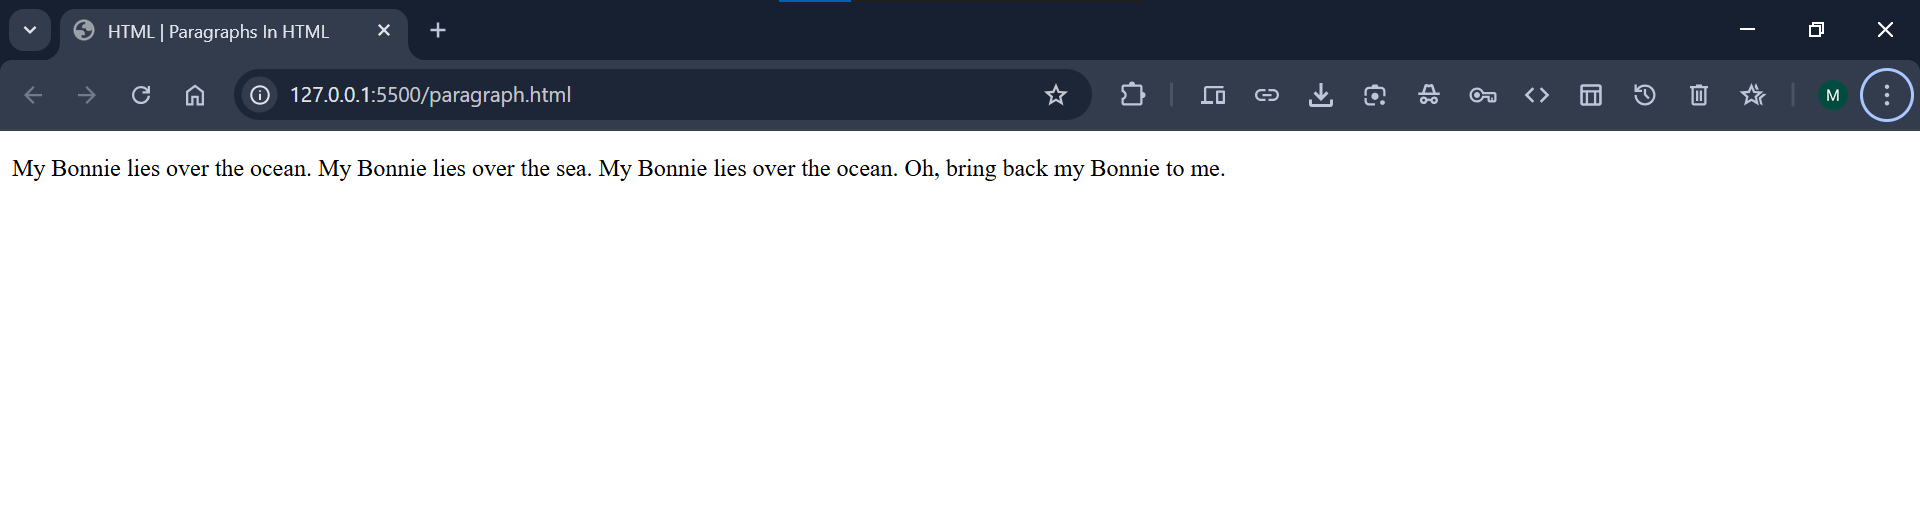 HTML | Paragraphs In HTML
127.0.0.1:5500/paragraph.html
M
My Bonnie lies over the ocean. My Bonnie lies over the sea. My Bonnie lies over the ocean. Oh, bring back my Bonnie to me.